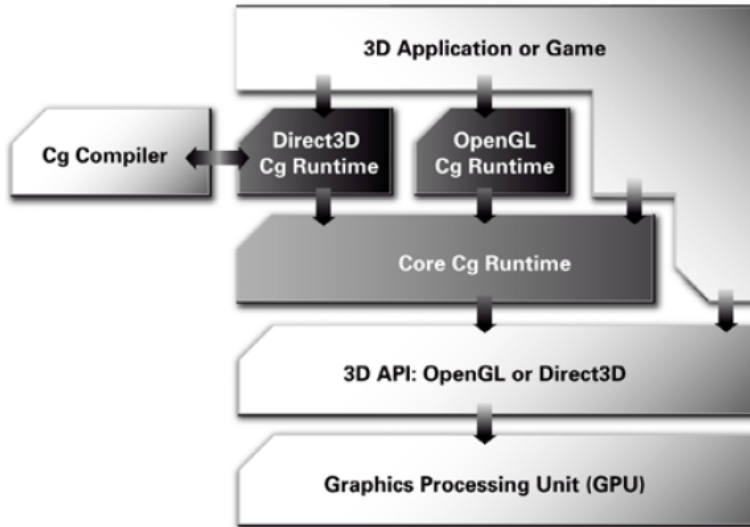 3D Application or Game
Direct3D
Cg Runtime
OpenGL
Cg Runtime
Cg Compiler
Core Cg Runtime
3D API: OpenGL or Direct3D
Graphics Processing Unit (GPU)